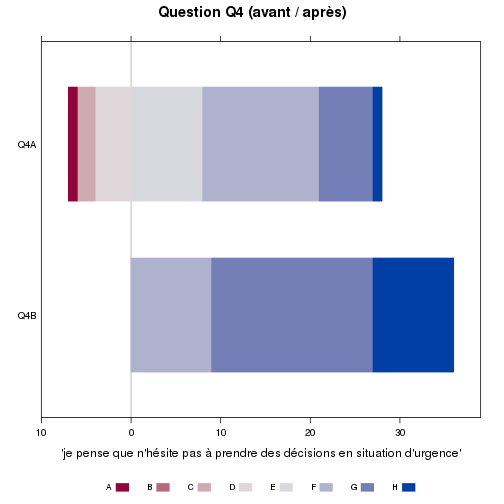 Question Q4 (avant / après)
Q4A
Q4B
10 0 10 20 30
'je pense que n'hésite pas à prendre des décisions en situation d'urgence'
A B C D E F G H